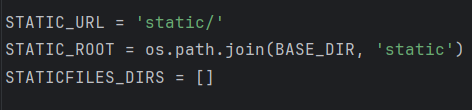 STATIC_URL = 'static/'
STATIC_ROOT = os.path.join(BASE_DIR, 'static')
STATICFILES_DIRS = []